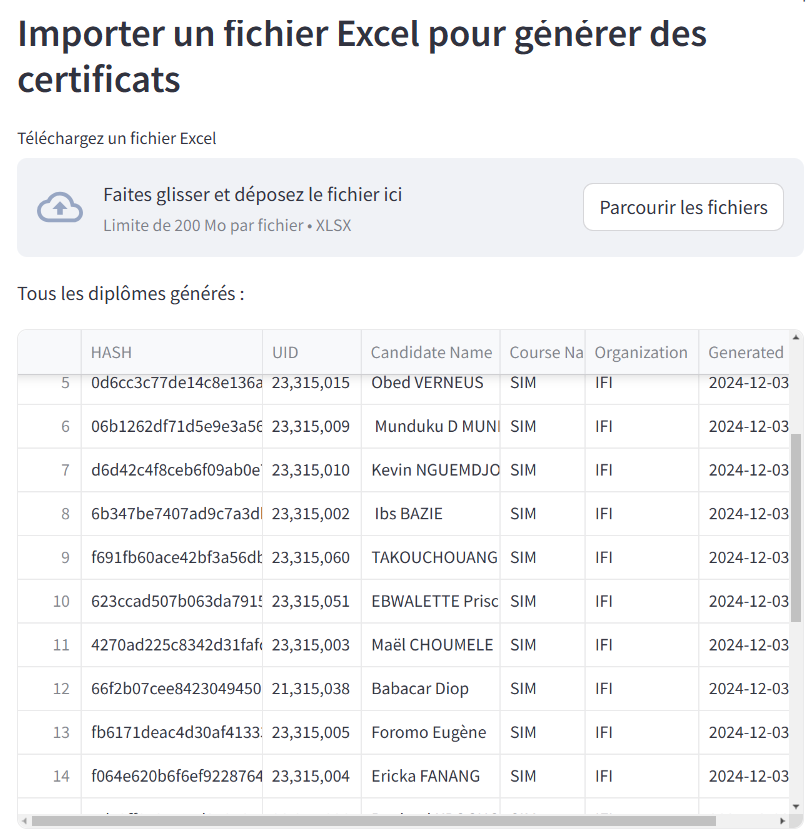 Importer un fichier Excel pour générer des
certificats
Téléchargez un fichier Excel
Faites glisser et déposez le fichier ici
Limite de 200 Mo par fichier • XLSX
Parcourir les fichiers
Tous les diplômes générés :
HASH UID Candidate Name Course Na Organization Generated
5 0d6cc3c77de14c8e136a 23,315,015 Obed VERNEUS SIM IFI 2024-12-03
6 06b1262df71d5e9e3a56 23,315,009 Munduku D MUN SIM IFI 2024-12-03
7 d6d42c4f8ceb6f09ab0e 23,315,010 Kevin NGUEMDJO SIM IFI 2024-12-03
8 6b347be7407ad9c7a3d 23,315,002 Ibs BAZIE SIM IFI 2024-12-03
9 f691fb60ace42bf3a56db 23,315,060 TAKOUCHOUANG SIM IFI 2024-12-03
10 623ccad507b063da7915 23,315,051 EBWALETTE Prisc SIM IFI 2024-12-03
11 4270ad225c8342d31faf 23,315,003 Maël CHOUMELE SIM IFI 2024-12-03
12 66f2b07cee8423049450 21,315,038 Babacar Diop SIM IFI 2024-12-03
13 fb6171deac4d30af4133 23,315,005 Foromo Eugène SIM IFI 2024-12-03
14 f064e620b6f6ef9228764 23,315,004 Ericka FANANG SIM IFI 2024-12-03